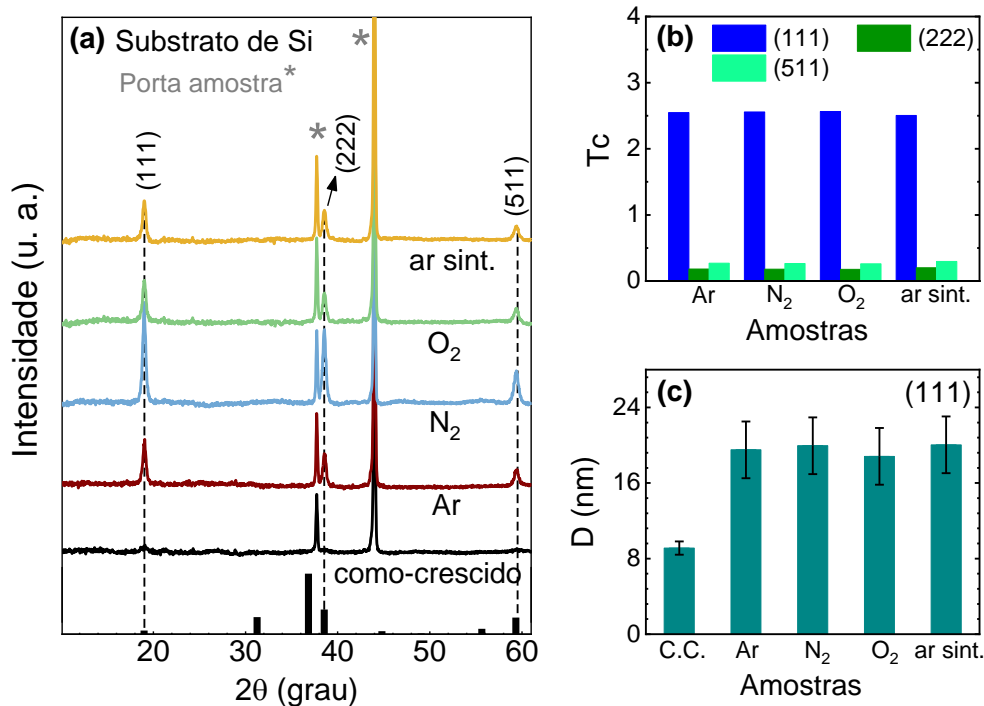 (a) Substrato de Si *
Porta amostra*
(111)
*
(222)
(511)
ar sint.
O2
N2
Ar
como-crescido
Intensidade (u. a.)
20 30 40 50 60
2θ (grau)
(b)
(111) (222)
(511)
4
3
2
1
0
Tc
Ar N2 O2 ar sint.
Amostras
(c) (111)
24
16
8
0
D (nm)
C.C. Ar N2 O2 ar sint.
Amostras